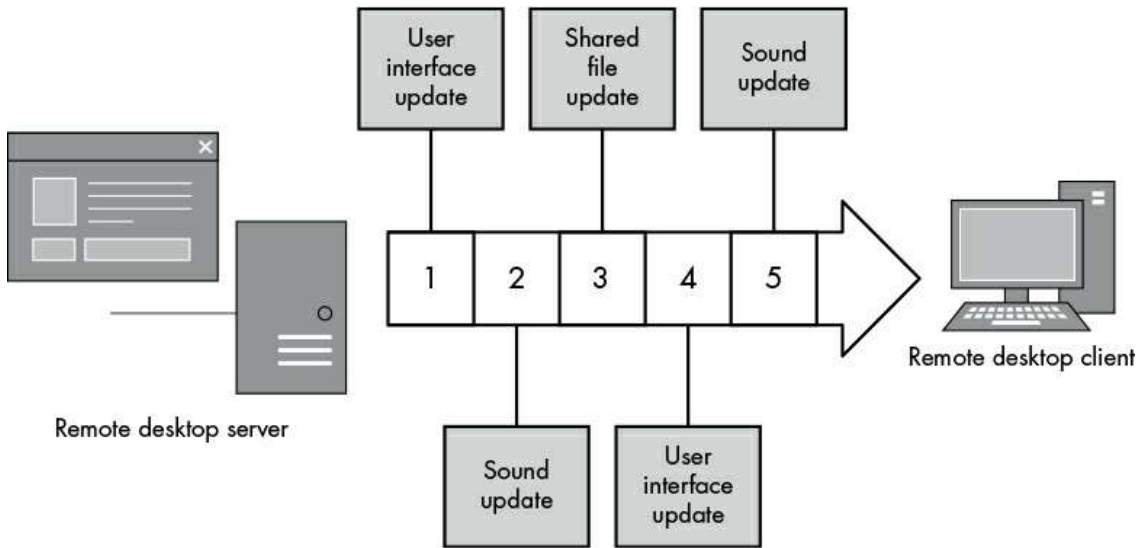 User
interface
update
Shared
file
update
Sound
update
1
2
3
4
5
Remote desktop client
Remote desktop server
Sound
update
User
interface
update